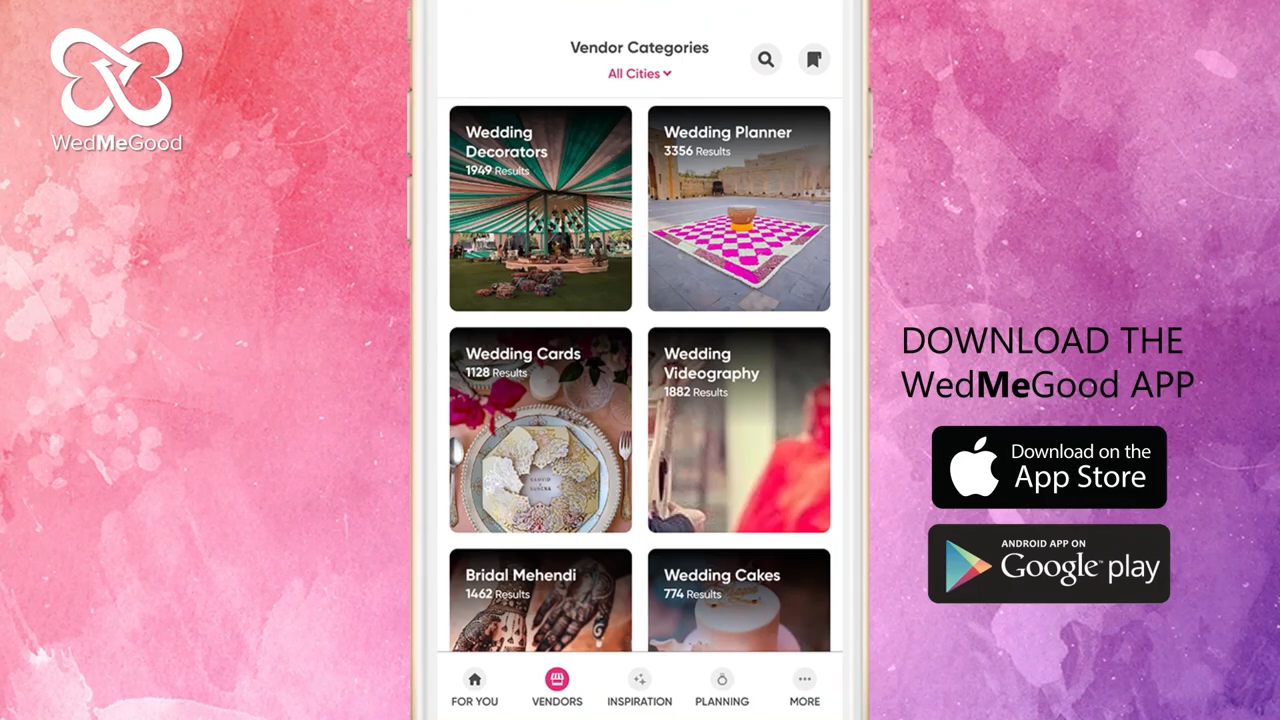 WedMeGood
Vendor Categories
All Cities
Wedding
Decorators
1949 Results
Wedding Planner
3356 Results
Wedding Cards
1128 Results
Wedding
Videography
1882 Results
Bridal Mehendi
1462 Results
Wedding Cakes
774 Results
FOR YOU
VENDORS
INSPIRATION
PLANNING
MORE
DOWNLOAD THE
WedMeGood APP
Download on the
App Store
ANDROID APP ON
Google play